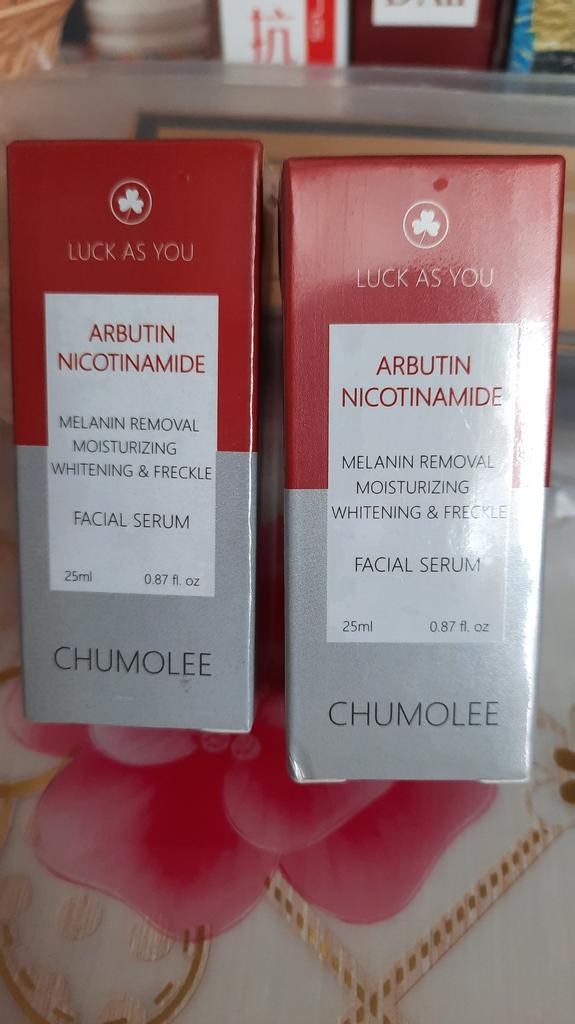 抗
LUCK AS YOU
ARBUTIN
NICOTINAMIDE
MELANIN REMOVAL
MOISTURIZING
WHITENING & FRECKLE
FACIAL SERUM
25ml 0.87 fl. oz
CHUMOLEE
LUCK AS YOU
ARBUTIN
NICOTINAMIDE
MELANIN REMOVAL
MOISTURIZING
WHITENING & FRECKLE
FACIAL SERUM
25ml 0.87 fl. oz
CHUMOLEE